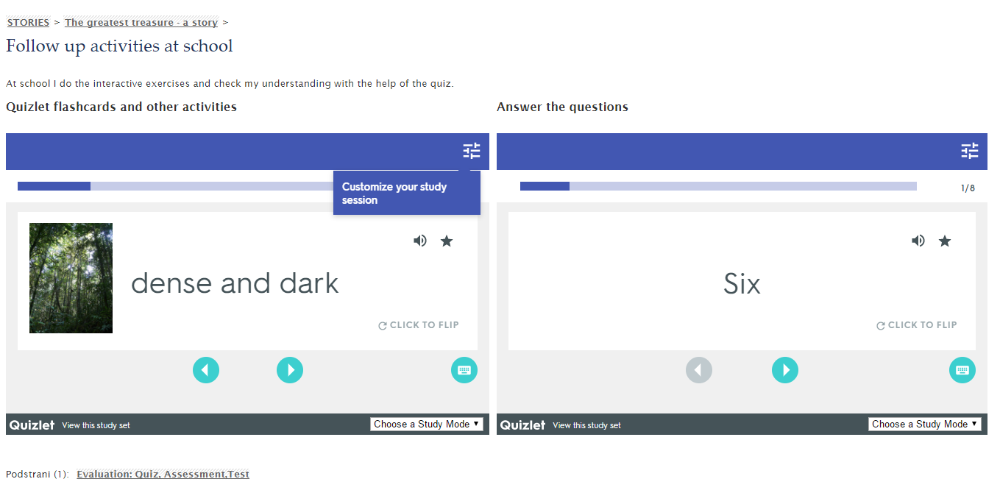 STORIES > The greatest treasure - a story >
Follow up activities at school
At school I do the interactive exercises and check my understanding with the help of the quiz.
Quizlet flashcards and other activities
Customize your study
session
dense and dark
CLICK TO FLIP
Quizlet View this study set Choose a Study Mode
Answer the questions
1/8
Six
CLICK TO FLIP
Quizlet View this study set Choose a Study Mode
Podstrani (1): Evaluation: Quiz, Assessment,Test